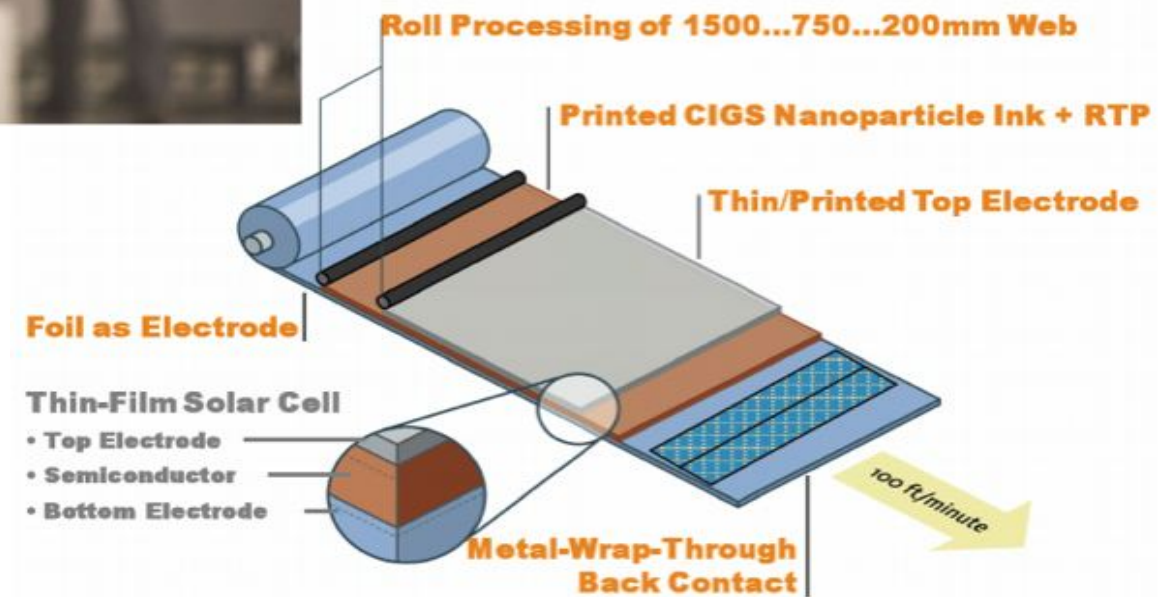 Roll Processing of 1500...750...200mm Web
Printed CIGS Nanoparticle Ink + RTP
Thin/Printed Top Electrode
Foil as Electrode
Thin-Film Solar Cell
• Top Electrode
• Semiconductor
• Bottom Electrode
100 ft/minute
Metal-Wrap-Through
Back Contact